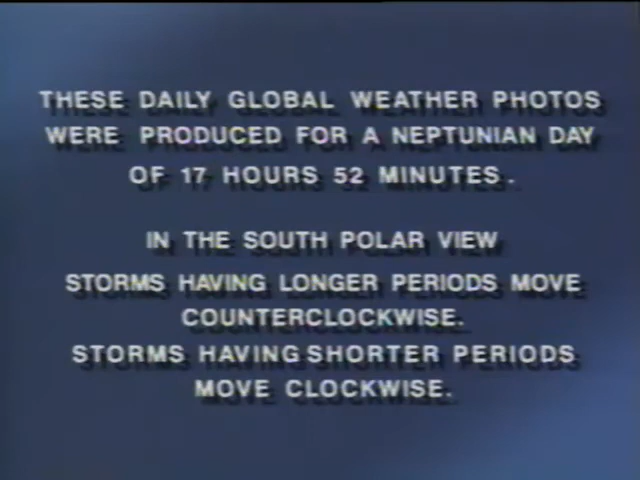 THESE DAILY GLOBAL WEATHER PHOTOS
WERE PRODUCED FOR A NEPTUNIAN DAY
OF 17 HOURS 52 MINUTES.
IN THE SOUTH POLAR VIEW
STORMS HAVING LONGER PERIODS MOVE
COUNTERCLOCKWISE.
STORMS HAVING SHORTER PERIODS
MOVE CLOCKWISE.